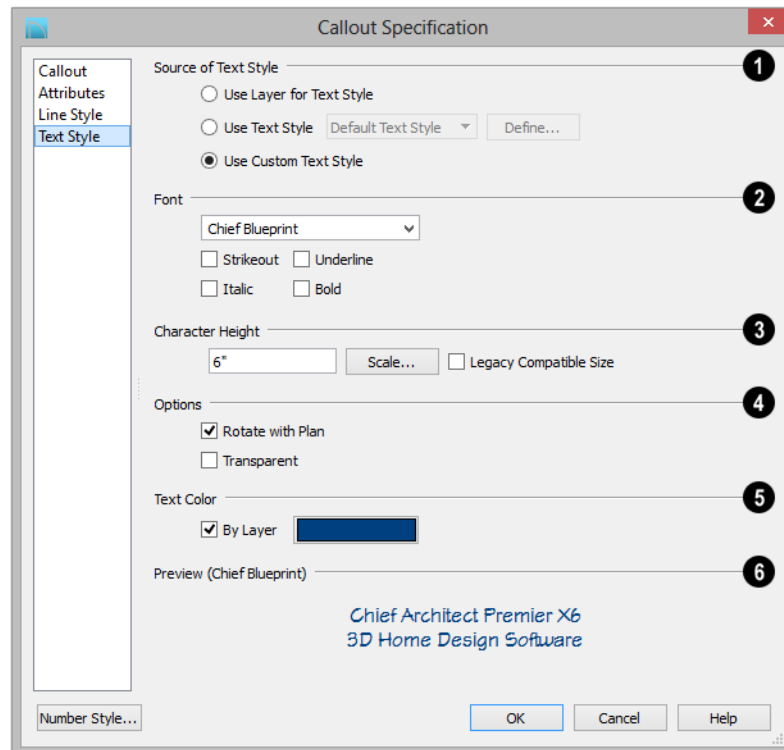 Callout Specification
Callout
Attributes
Line Style
Text Style
Source of Text Style
1
Use Layer for Text Style
Use Text Style Default Text Style Define...
Use Custom Text Style
Font
2
Chief Blueprint
Strikeout Underline
Italic Bold
Character Height
3
6" Scale... Legacy Compatible Size
Options
4
Rotate with Plan
Transparent
Text Color
5
By Layer
Preview (Chief Blueprint)
6
Chief Architect Premier X6
3D Home Design Software
Number Style... OK Cancel Help